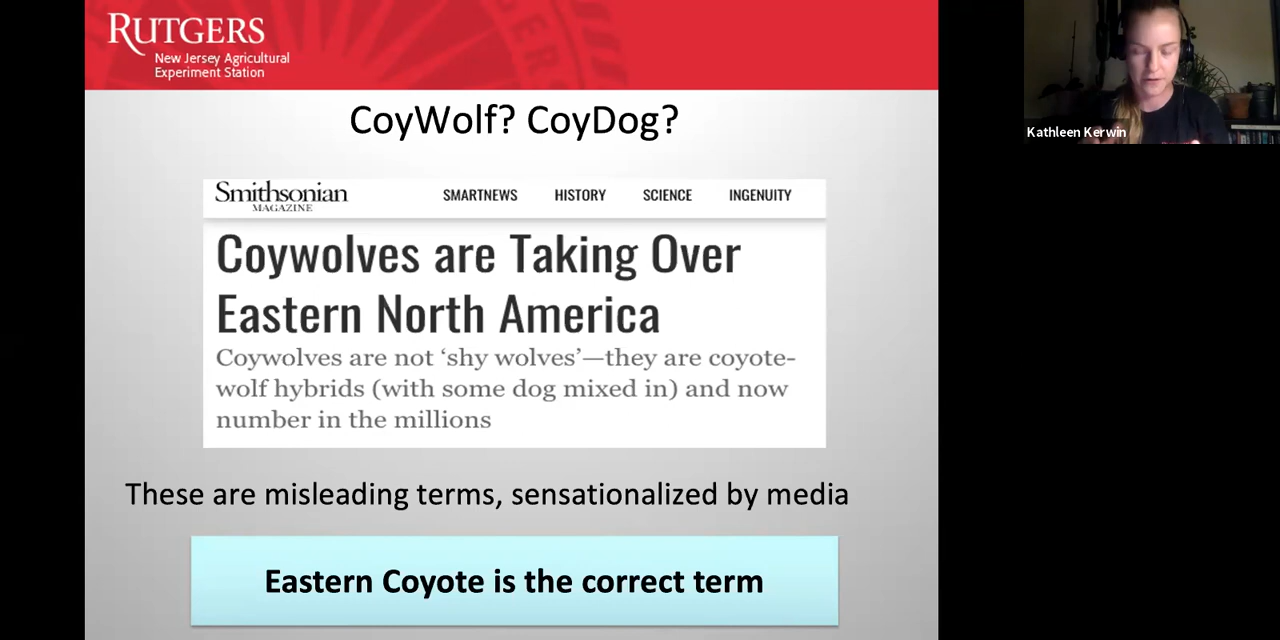 RUTGERS
New Jersey Agricultural
Experiment Station
Kathleen Kerwin
CoyWolf? CoyDog?
Smithsonian
MAGAZINE
SMARTNEWS HISTORY SCIENCE INGENUITY
Coywolves are Taking Over
Eastern North America
Coywolves are not ‘shy wolves’—they are coyote-
wolf hybrids (with some dog mixed in) and now
number in the millions
These are misleading terms, sensationalized by media
Eastern Coyote is the correct term